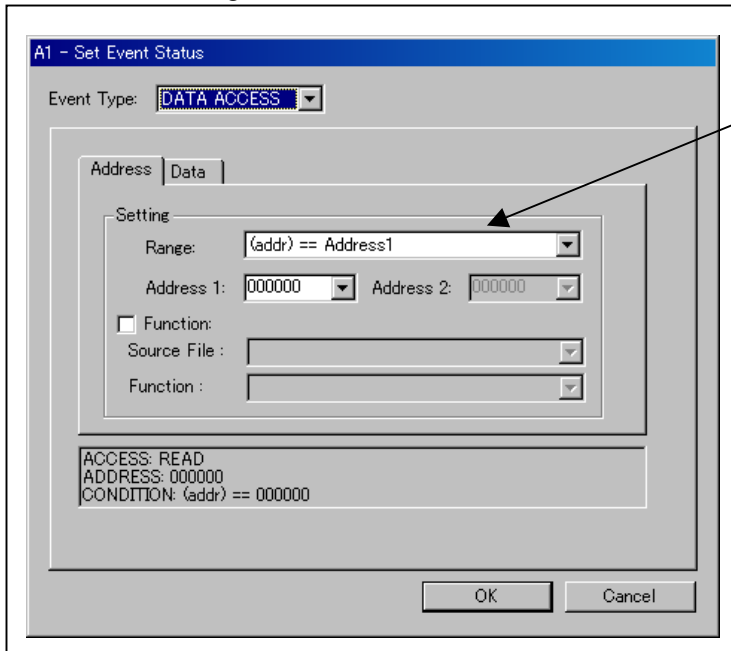 A1 - Set Event Status
Event Type: DATA ACCESS
Address Data
Setting
Range: (addr) == Address1
Address 1: 000000 Address 2: 000000
Function:
Source File :
Function :
ACCESS: READ
ADDRESS: 000000
CONDITION: (addr) == 000000
OK Cancel